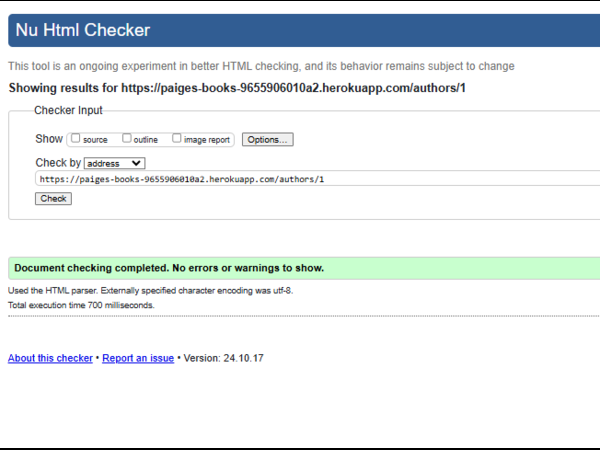 Nu Html Checker
This tool is an ongoing experiment in better HTML checking, and its behavior remains subject to change
Showing results for https://paiges-books-9655906010a2.herokuapp.com/authors/1
Checker Input
Show source outline image report Options...
Check by address
https://paiges-books-9655906010a2.herokuapp.com/authors/1
Check
Document checking completed. No errors or warnings to show.
Used the HTML parser. Externally specified character encoding was utf-8.
Total execution time 700 milliseconds.
About this checker • Report an issue • Version: 24.10.17